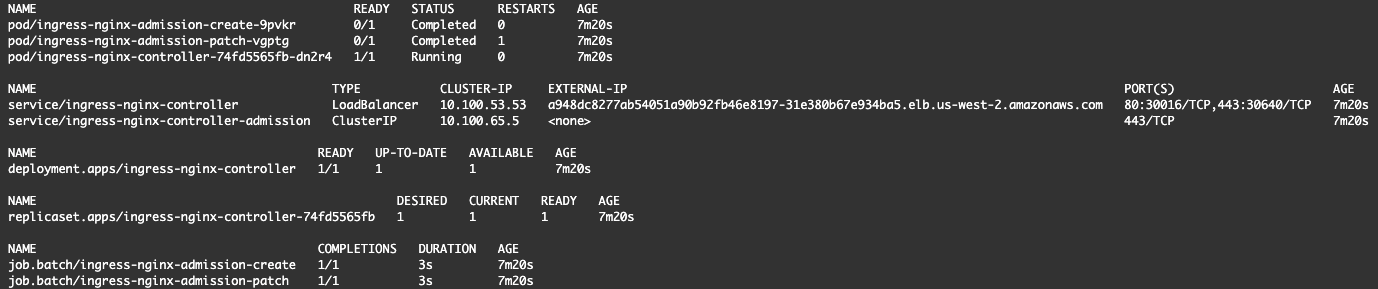 NAME READY STATUS RESTARTS AGE
pod/ingress-nginx-admission-create-9pvkr 0/1 Completed 0 7m20s
pod/ingress-nginx-admission-patch-vgptg 0/1 Completed 1 7m20s
pod/ingress-nginx-controller-74fd5565fb-dn2r4 1/1 Running 0 7m20s
NAME TYPE CLUSTER-IP EXTERNAL-IP PORT(S) AGE
service/ingress-nginx-controller LoadBalancer 10.100.53.53 a948dc8277ab54051a90b92fb46e8197-31e380b67e934ba5.elb.us-west-2.amazonaws.com 80:30016/TCP,443:30640/TCP 7m20s
service/ingress-nginx-controller-admission ClusterIP 10.100.65.5 <none> 443/TCP 7m20s
NAME READY UP-TO-DATE AVAILABLE AGE
deployment.apps/ingress-nginx-controller 1/1 1 1 7m20s
NAME DESIRED CURRENT READY AGE
replicaset.apps/ingress-nginx-controller-74fd5565fb 1 1 1 7m20s
NAME COMPLETIONS DURATION AGE
job.batch/ingress-nginx-admission-create 1/1 3s 7m20s
job.batch/ingress-nginx-admission-patch 1/1 3s 7m20s